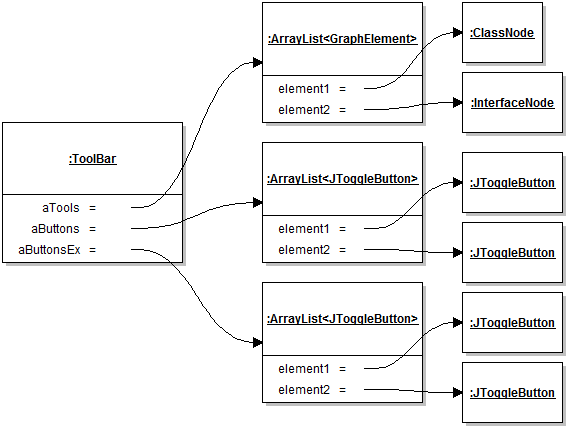 :ToolBar
aTools =
aButtons =
aButtonsEx =
:ArrayList<GraphElement>
element1 =
element2 =
:ClassNode
:InterfaceNode
:ArrayList<JToggleButton>
element1 =
element2 =
:JToggleButton
:JToggleButton
:ArrayList<JToggleButton>
element1 =
element2 =
:JToggleButton
:JToggleButton